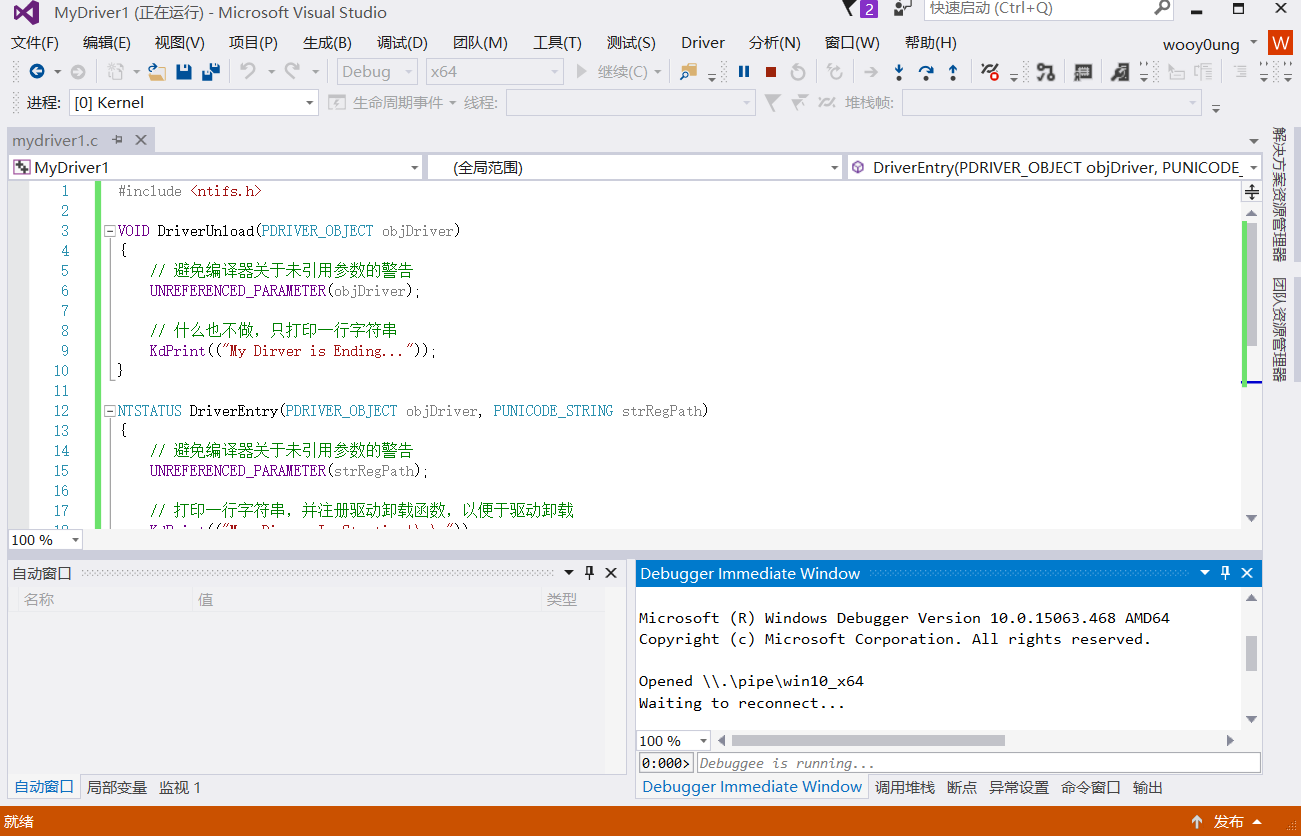 MyDriver1 (正在运行) - Microsoft Visual Studio
2
快速启动 (Ctrl+Q)
文件(F) 编辑(E) 视图(V) 项目(P) 生成(B) 调试(D) 团队(M) 工具(T) 测试(S) Driver 分析(N) 窗口(W) 帮助(H)
wooy0ung W
Debug x64 继续(C)
进程: [0] Kernel 生命周期事件 线程: 堆栈帧:
mydriver1.c
MyDriver1 (全局范围) DriverEntry(PDRIVER_OBJECT objDriver, PUNICODE_
1 #include <ntifs.h>
2
3 VOID DriverUnload(PDRIVER_OBJECT objDriver)
4 {
5 // 避免编译器关于未引用参数的警告
6 UNREFERENCED_PARAMETER(objDriver);
7
8 // 什么也不做，只打印一行字符串
9 KdPrint(("My Dirver is Ending..."));
10 }
11
12 NTSTATUS DriverEntry(PDRIVER_OBJECT objDriver, PUNICODE_STRING strRegPath)
13 {
14 // 避免编译器关于未引用参数的警告
15 UNREFERENCED_PARAMETER(strRegPath);
16
17 // 打印一行字符串，并注册驱动卸载函数，以便于驱动卸载
100 %
解决方案资源管理器
团队资源管理器
自动窗口
名称 值 类型
自动窗口 局部变量 监视 1
Debugger Immediate Window
Microsoft (R) Windows Debugger Version 10.0.15063.468 AMD64
Copyright (c) Microsoft Corporation. All rights reserved.
Opened \\.\pipe\win10_x64
Waiting to reconnect...
100 %
0:000> Debuggee is running...
Debugger Immediate Window 调用堆栈 断点 异常设置 命令窗口 输出
就绪
发布